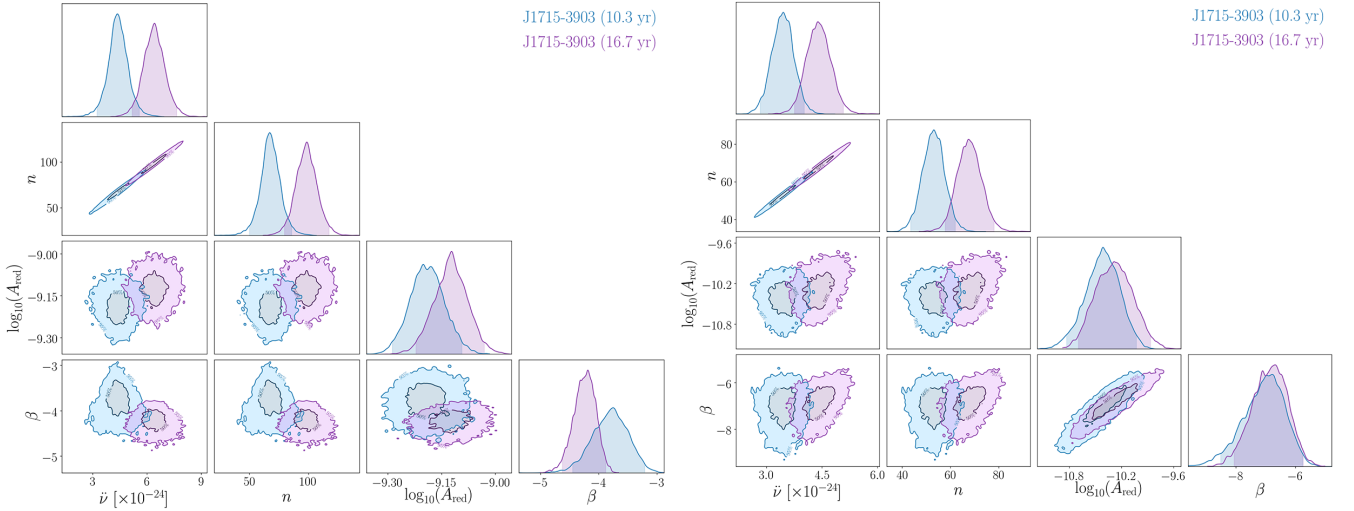 J1715-3903 (10.3 yr)
J1715-3903 (16.7 yr)
n
100
50
log₁₀(A_red)
−9.00
−9.15
−9.30
β
−3
−4
−5
3 6 9
ν̈ [×10⁻²⁴]
50 100
n
−9.30 −9.15 −9.00
log₁₀(A_red)
−5 −4 −3
β
J1715-3903 (10.3 yr)
J1715-3903 (16.7 yr)
n
80
60
40
log₁₀(A_red)
−9.6
−10.2
−10.8
β
−6
−8
3.0 4.5 6.0
ν̈ [×10⁻²⁴]
40 60 80
n
−10.8 −10.2 −9.6
log₁₀(A_red)
−8 −6
β